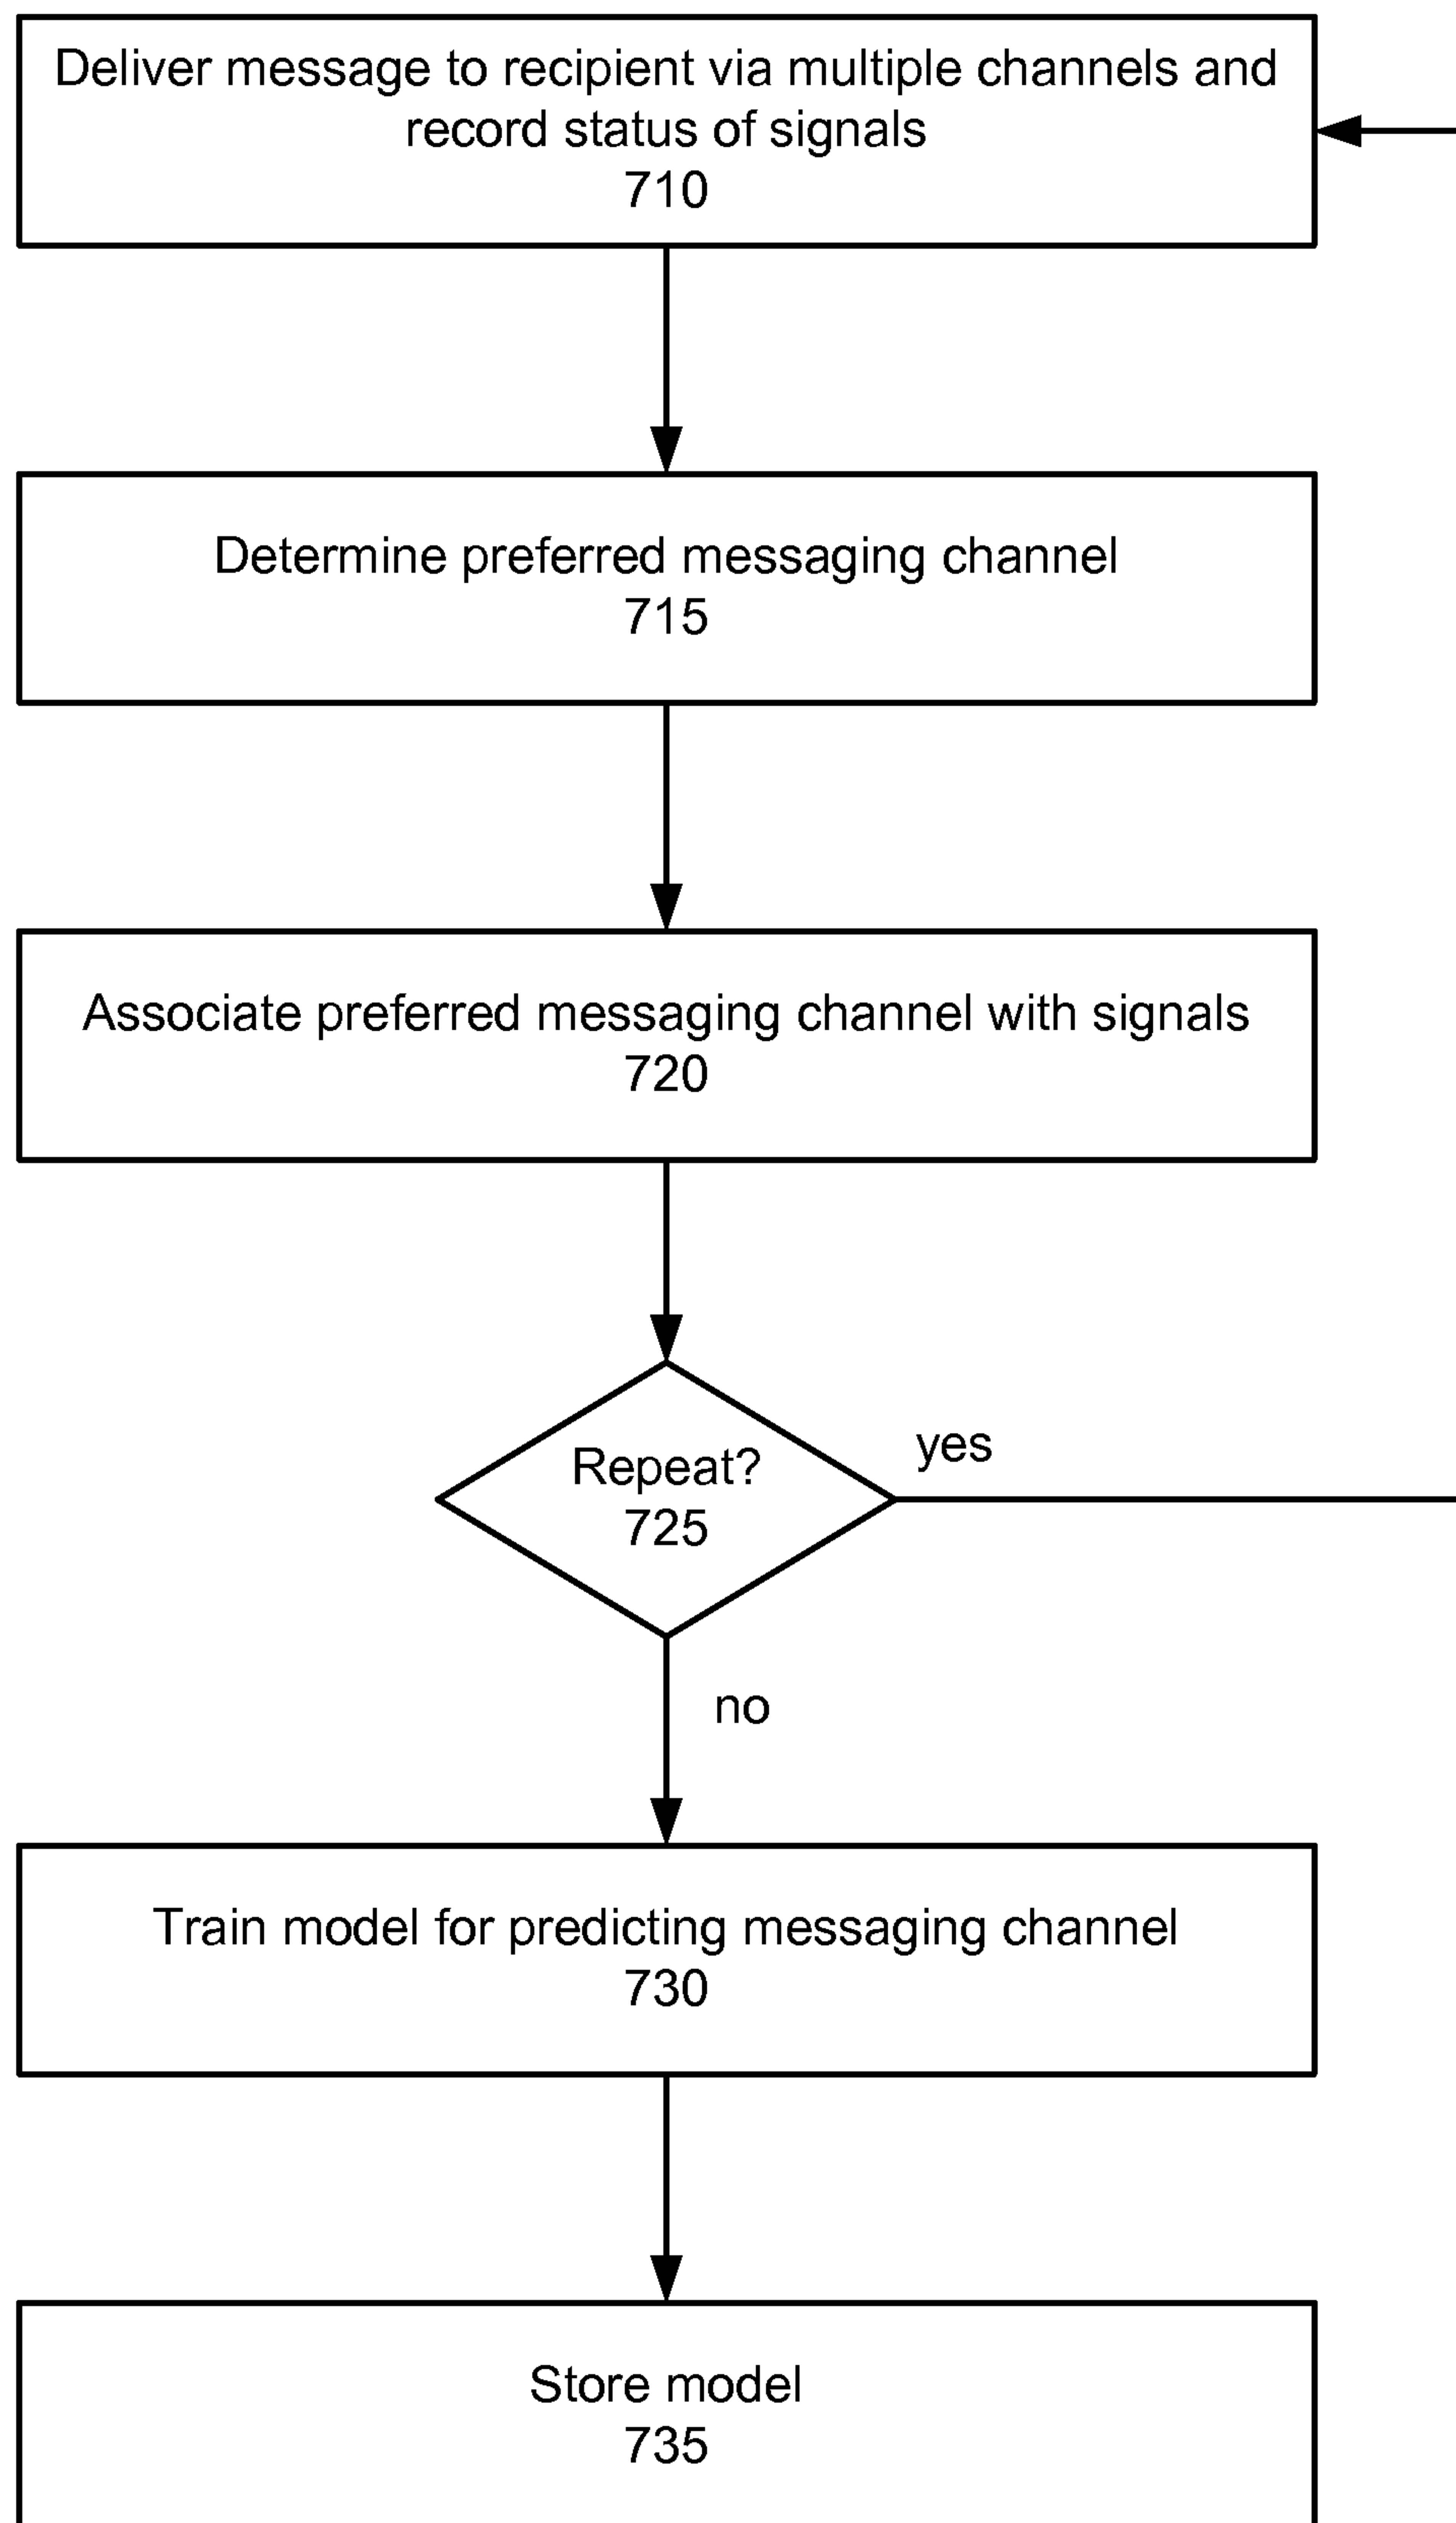 Deliver message to recipient via multiple channels and
record status of signals
710
Determine preferred messaging channel
715
Associate preferred messaging channel with signals
720
Repeat?
725
yes
no
Train model for predicting messaging channel
730
Store model
735